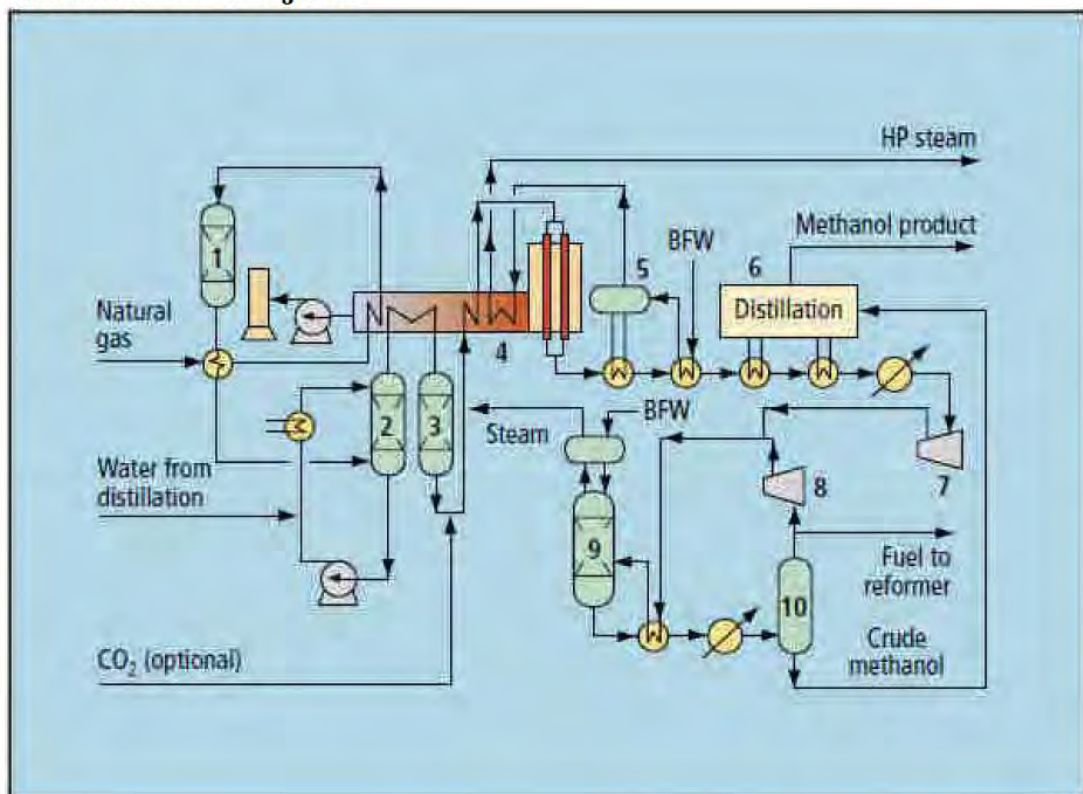 HP steam
Methanol product
BFW
5
6
1
Distillation
Natural
gas
4
2
3
Steam
BFW
Water from
distillation
8
7
9
Fuel to
reformer
10
CO₂ (optional)
Crude
methanol